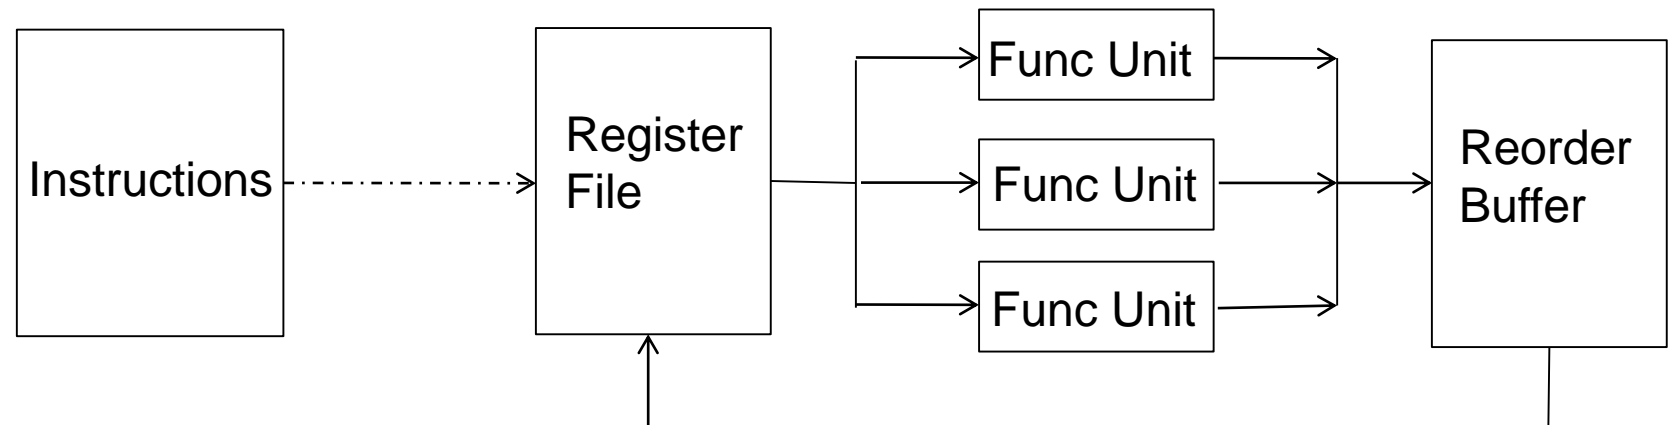 Instructions
Register
File
Func Unit
Func Unit
Func Unit
Reorder
Buffer